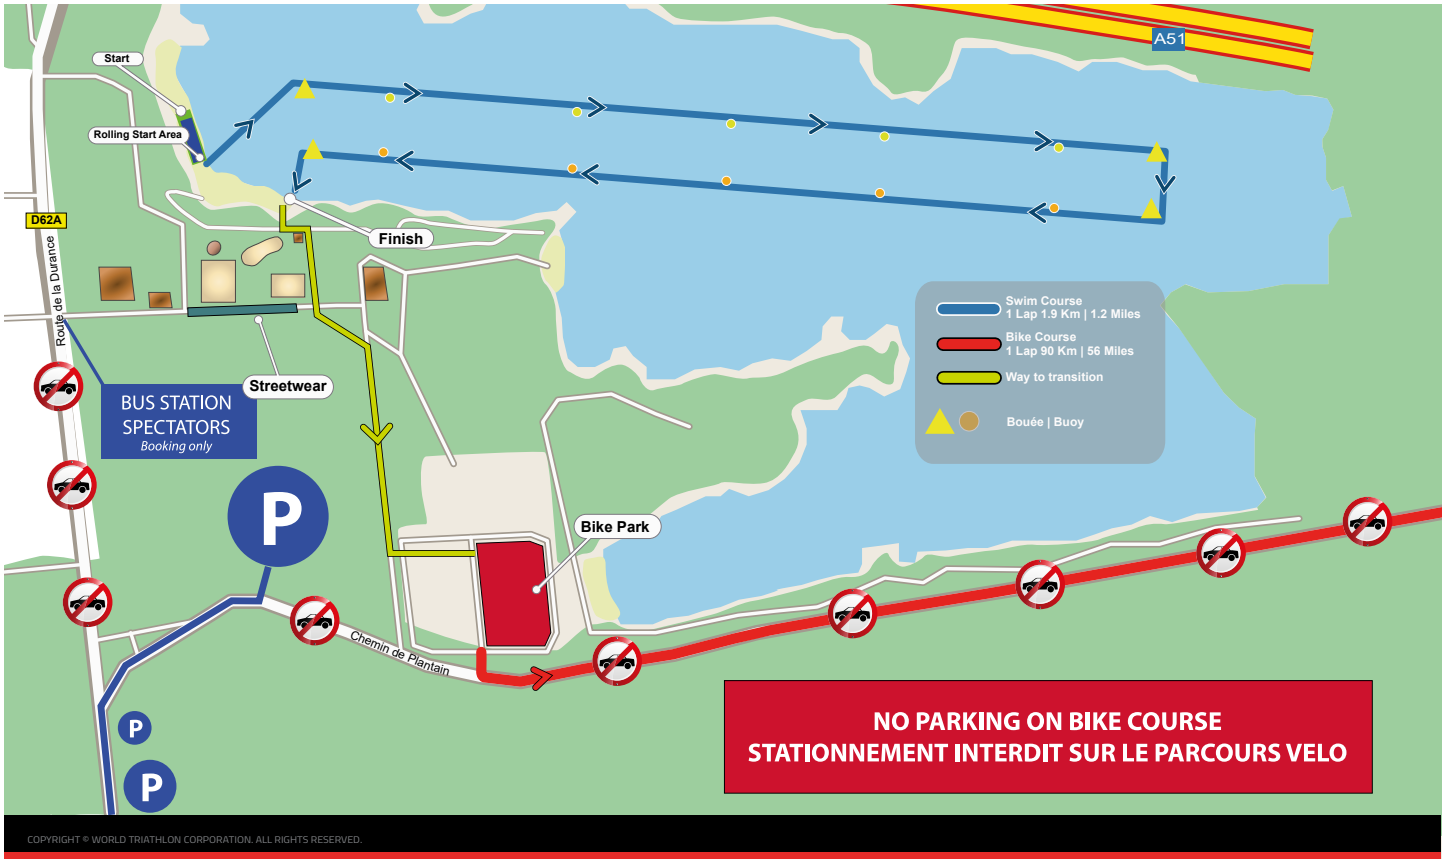 A51
Start
Rolling Start Area
D62A
Finish
Route de la Durance
Swim Course
1 Lap 1.9 Km | 1.2 Miles
Bike Course
1 Lap 90 Km | 56 Miles
Way to transition
Bouée | Buoy
Streetwear
BUS STATION
SPECTATORS
Booking only
P
Bike Park
Chemin de Plantain
P
P
NO PARKING ON BIKE COURSE
STATIONNEMENT INTERDIT SUR LE PARCOURS VELO
COPYRIGHT © WORLD TRIATHLON CORPORATION. ALL RIGHTS RESERVED.